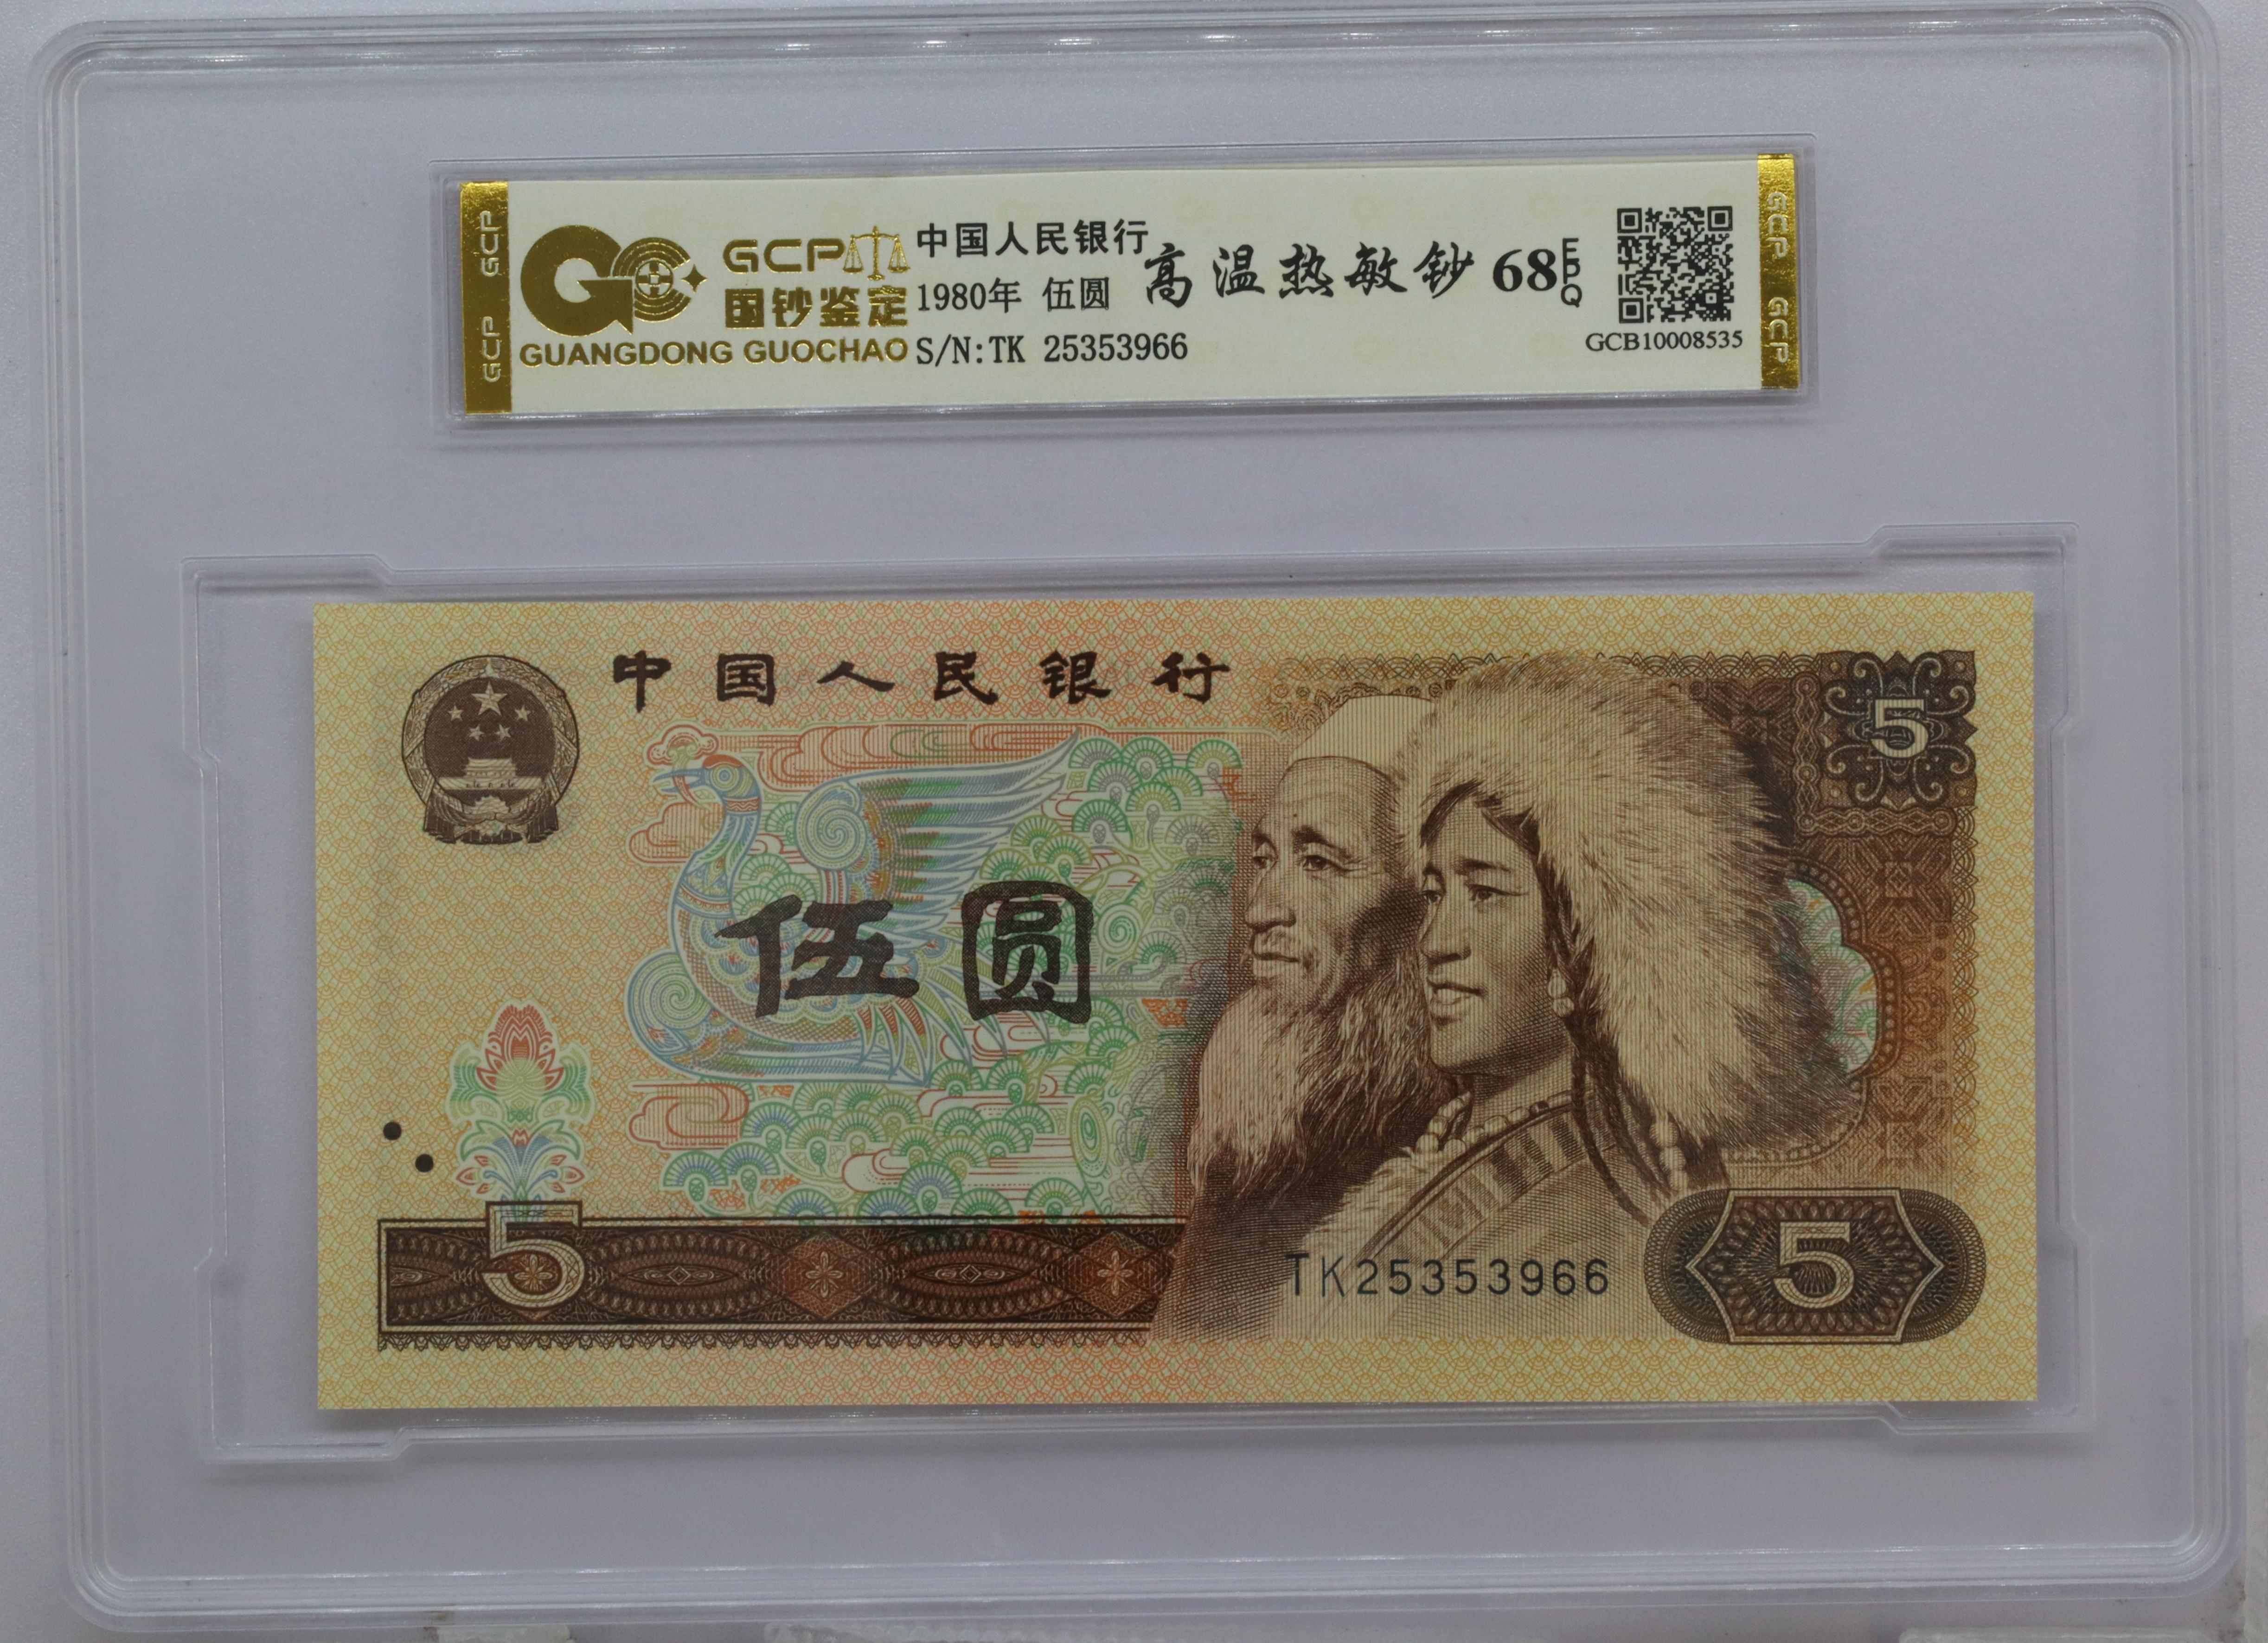 GCP GCP
GCP
国钞鉴定
GUANGDONG GUOCHAO
中国人民银行
1980年 伍圆
S/N:TK 25353966
高温热敏钞 68 EPQ
GCB10008535
GCP GCP
中国人民银行
5
伍圆
5
TK25353966
5